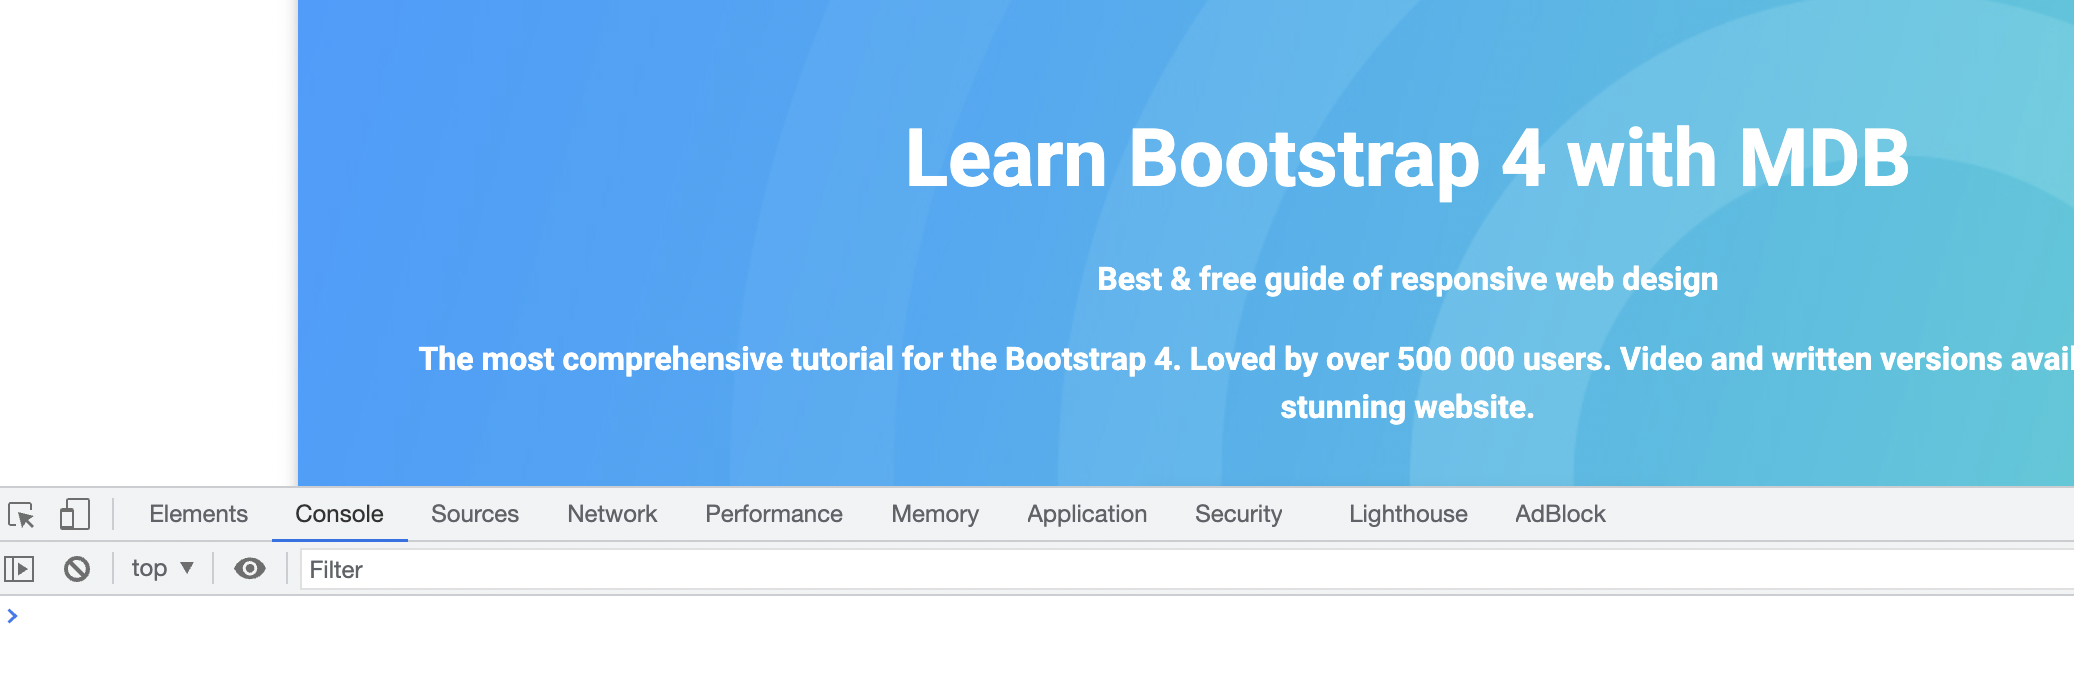 Learn Bootstrap 4 with MDB
Best & free guide of responsive web design
The most comprehensive tutorial for the Bootstrap 4. Loved by over 500 000 users. Video and written versions
stunning website.
Elements Console Sources Network Performance Memory Application Security Lighthouse AdBlock
top Filter